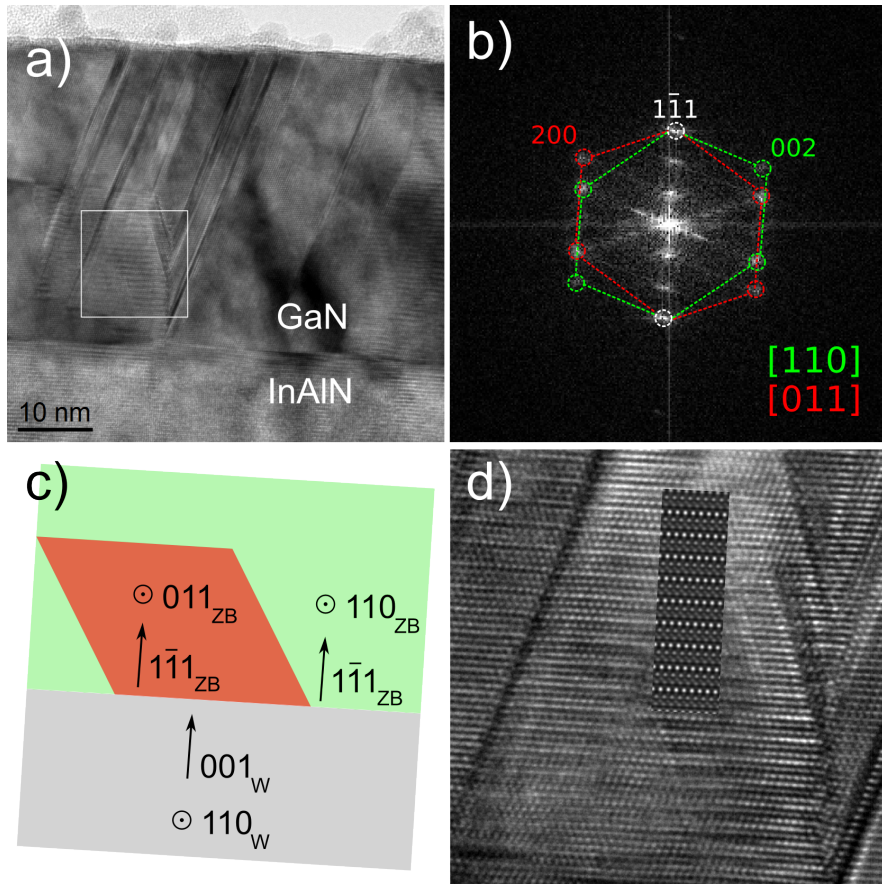 a)
GaN
InAlN
10 nm
b)
11̅1
200
002
[110]
[011]
c)
011ZB
110ZB
11̅1ZB
11̅1ZB
001W
110W
d)